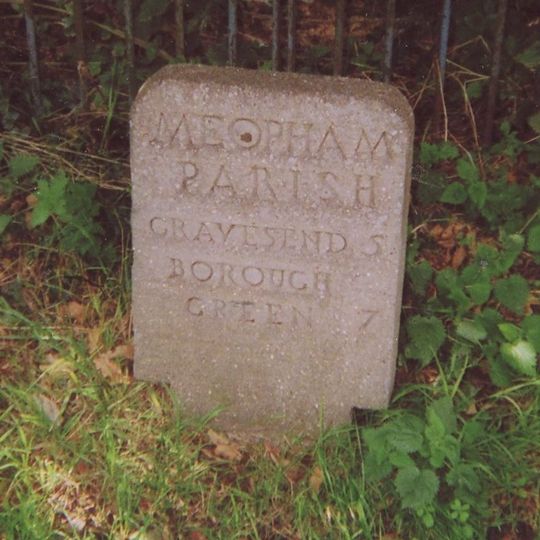 MEOPHAM
PARISH
GRAVESEND 5
BOROUGH
GREEN 7